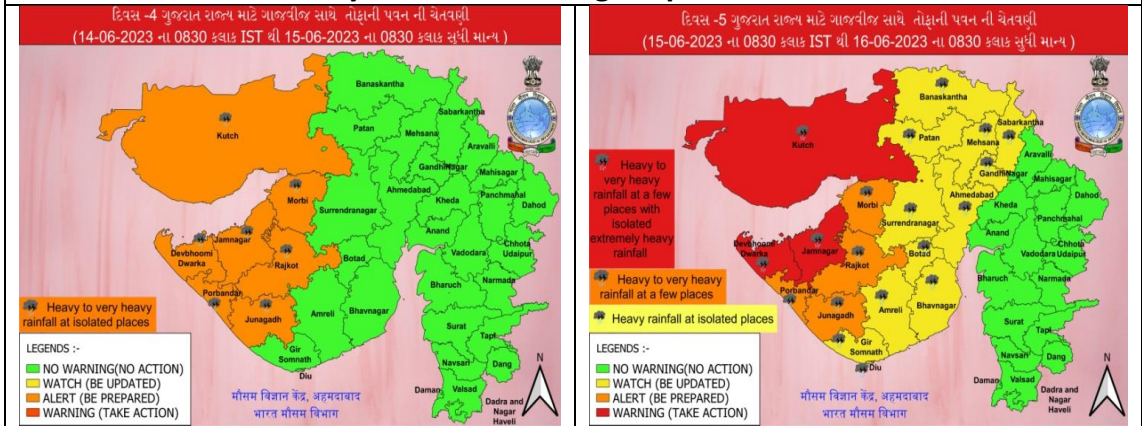 દિવસ -4 ગુજરાત રાજ્ય માટે ગાજવીજ સાથે તોફાની પવન ની ચેતવણી
(14-06-2023 ના 0830 કલાક IST થી 15-06-2023 ના 0830 કલાક સુધી માન્ય )
Banaskantha
Kutch
Patan
Mehsana
Sabarkantha
Aravalli
GandhiNagar
Mahisagar
Morbi
Ahmedabad
Kheda
Panchmahal
Dahod
Surrendranagar
Jamnagar
Anand
Devbhoomi
Dwarka
Rajkot
Botad
Vadodara
Chhota
Udaipur
Porbandar
Bharuch
Narmada
Junagadh
Amreli
Bhavnagar
Heavy to very heavy
rainfall at isolated places
Surat
Tapi
Gir
Somnath
Diu
Navsari
Dang
Daman
Valsad
Dadra and
Nagar
Haveli
LEGENDS :-
NO WARNING(NO ACTION)
WATCH (BE UPDATED)
ALERT (BE PREPARED)
WARNING (TAKE ACTION)
मौसम विज्ञान केंद्र, अहमदाबाद
भारत मौसम विभाग
N
દિવસ -5 ગુજરાત રાજ્ય માટે ગાજવીજ સાથે તોફાની પવન ની ચેતવણી
(15-06-2023 ના 0830 કલાક IST થી 16-06-2023 ના 0830 કલાક સુધી માન્ય )
Banaskantha
Kutch
Patan
Mehsana
Sabarkantha
Aravalli
GandhiNagar
Mahisagar
Morbi
Ahmedabad
Kheda
Panchmahal
Dahod
Surrendranagar
Jamnagar
Anand
Devbhoomi
Dwarka
Rajkot
Botad
Vadodara
Chhota
Udaipur
Porbandar
Bharuch
Narmada
Junagadh
Amreli
Bhavnagar
Heavy to
very heavy
rainfall at a few
places with
isolated
extremely heavy
rainfall
Heavy to very heavy
rainfall at a few places
Heavy rainfall at isolated places
Surat
Tapi
Gir
Somnath
Diu
Navsari
Dang
Daman
Valsad
Dadra and
Nagar
Haveli
LEGENDS :-
NO WARNING(NO ACTION)
WATCH (BE UPDATED)
ALERT (BE PREPARED)
WARNING (TAKE ACTION)
मौसम विज्ञान केंद्र, अहमदाबाद
भारत मौसम विभाग
N